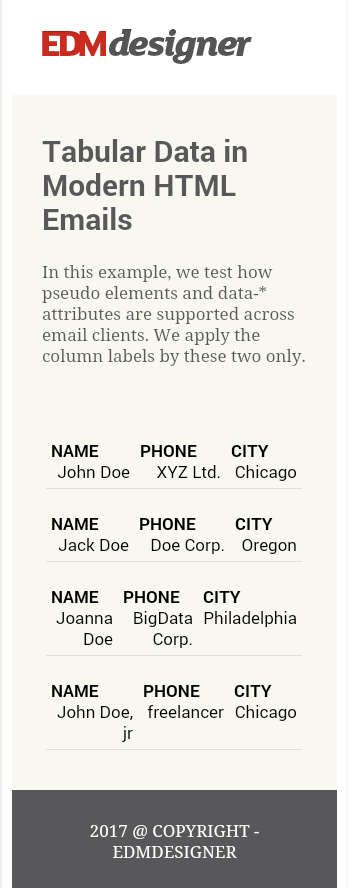 EDMdesigner
Tabular Data in
Modern HTML
Emails
In this example, we test how
pseudo elements and data-*
attributes are supported across
email clients. We apply the
column labels by these two only.
NAME PHONE CITY
John Doe XYZ Ltd. Chicago
NAME PHONE CITY
Jack Doe Doe Corp. Oregon
NAME PHONE CITY
Joanna BigData Philadelphia
Doe Corp.
NAME PHONE CITY
John Doe, freelancer Chicago
jr
2017 @ COPYRIGHT -
EDMDESIGNER